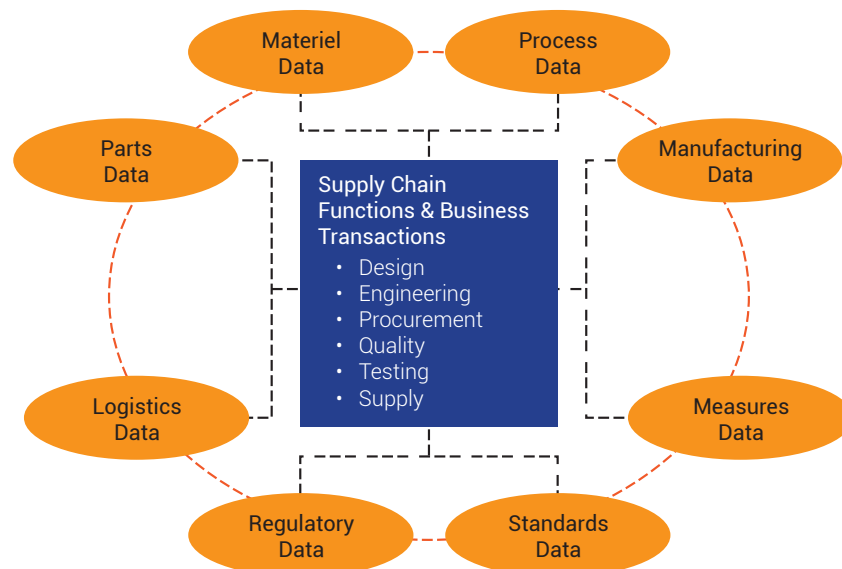 Materiel
Data
Process
Data
Parts
Data
Manufacturing
Data
Supply Chain
Functions & Business
Transactions
• Design
• Engineering
• Procurement
• Quality
• Testing
• Supply
Logistics
Data
Measures
Data
Regulatory
Data
Standards
Data